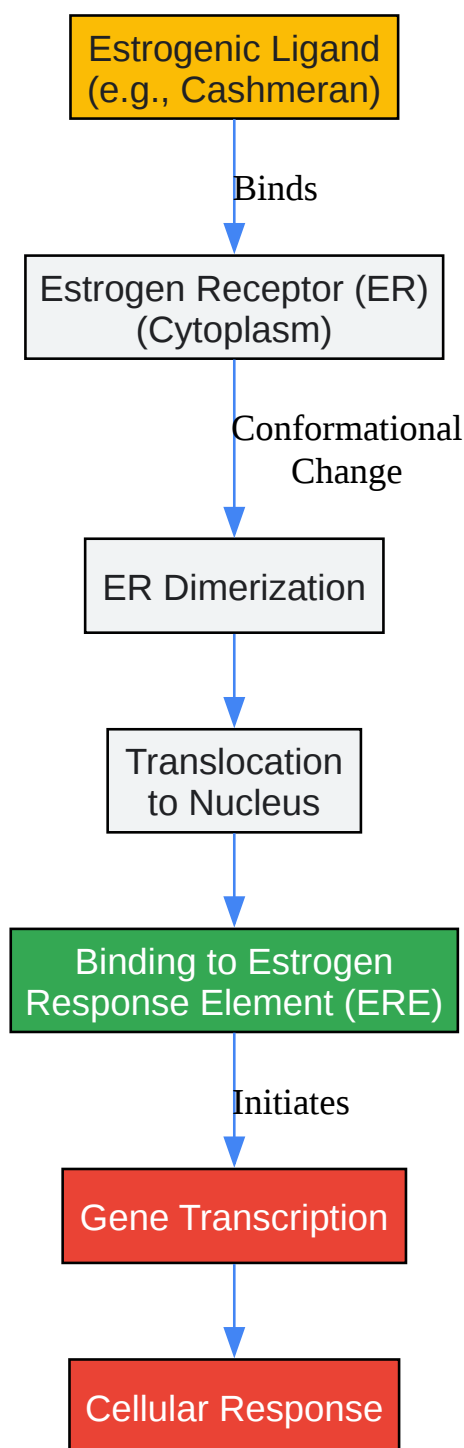 Estrogenic Ligand
(e.g., Cashmeran)
Binds
Estrogen Receptor (ER)
(Cytoplasm)
Conformational
Change
ER Dimerization
Translocation
to Nucleus
Binding to Estrogen
Response Element (ERE)
Initiates
Gene Transcription
Cellular Response